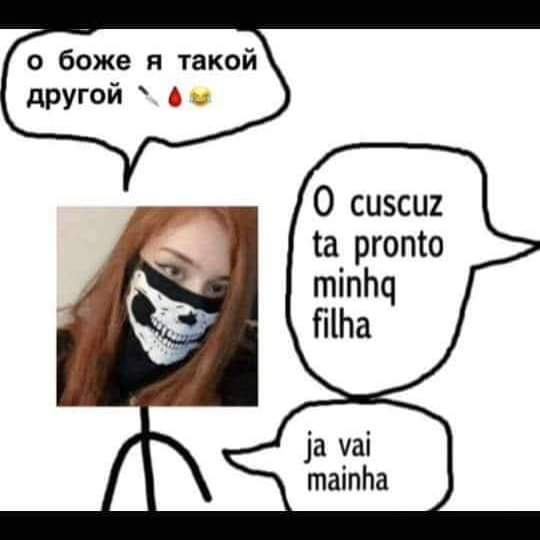 о боже я такой
другой 🔪🩸😂
O cuscuz
ta pronto
minhq
filha
ja vai
mainha